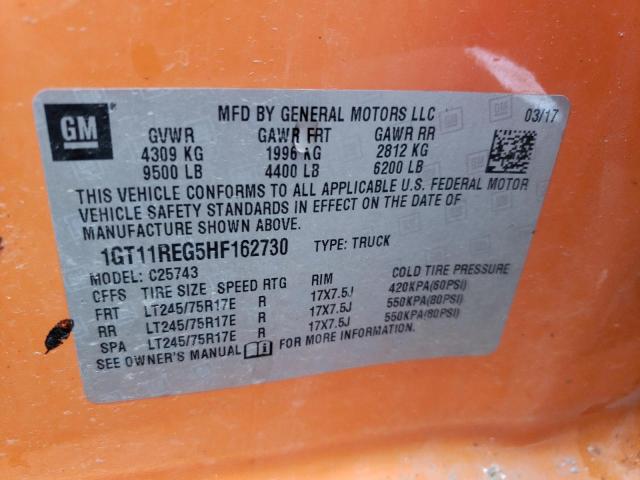 GM
MFD BY GENERAL MOTORS LLC 03/17
GVWR GAWR FRT GAWR RR
4309 KG 1996 KG 2812 KG
9500 LB 4400 LB 6200 LB
THIS VEHICLE CONFORMS TO ALL APPLICABLE U.S. FEDERAL MOTOR
VEHICLE SAFETY STANDARDS IN EFFECT ON THE DATE OF
MANUFACTURE SHOWN ABOVE.
1GT11REG5HF162730 TYPE: TRUCK
MODEL: C25743
CFFS TIRE SIZE SPEED RTG RIM COLD TIRE PRESSURE
FRT LT245/75R17E R 17X7.5J 420KPA(60PSI)
RR LT245/75R17E R 17X7.5J 550KPA(80PSI)
SPA LT245/75R17E R 17X7.5J 550KPA(80PSI)
SEE OWNER'S MANUAL FOR MORE INFORMATION.